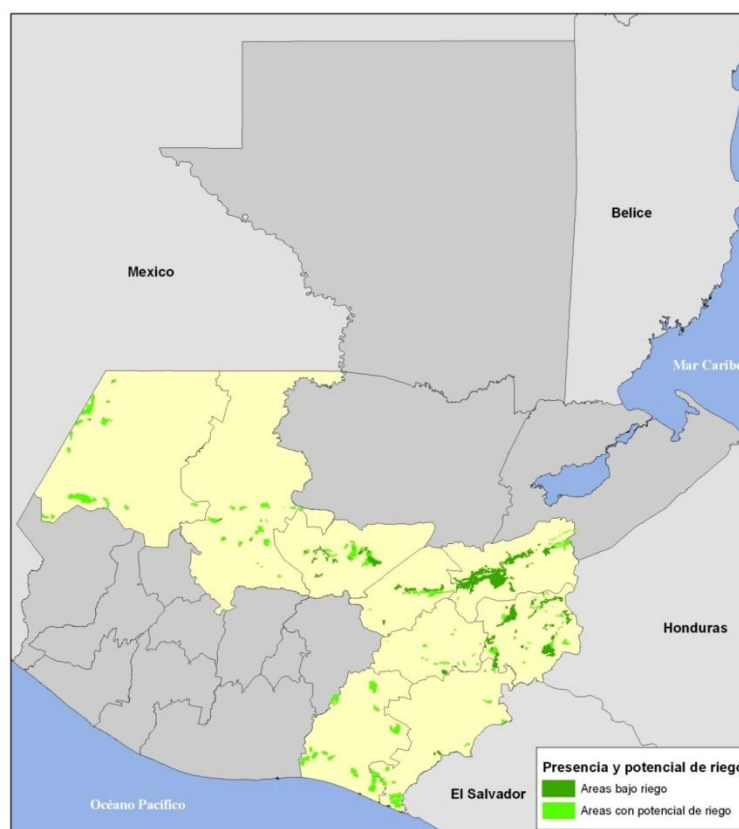 Belice
Mexico
Mar Caribe
Honduras
Presencia y potencial de riego
Areas bajo riego
Areas con potencial de riego
El Salvador
Océano Pacifico